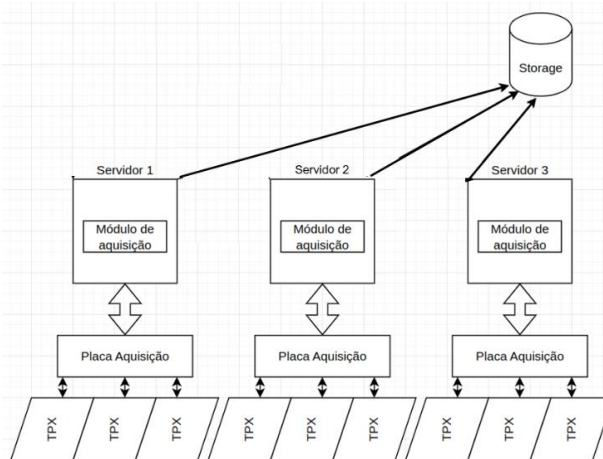 Storage
Servidor 1
Servidor 2
Servidor 3
Módulo de
aquisição
Módulo de
aquisição
Módulo de
aquisição
Placa Aquisição
Placa Aquisição
Placa Aquisição
TPX
TPX
TPX
TPX
TPX
TPX
TPX
TPX
TPX